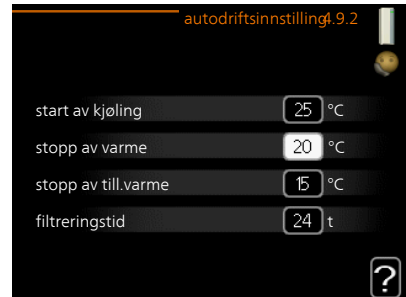 autodriftsinnstilling4.9.2
start av kjøling 25 °C
stopp av varme 20 °C
stopp av till.varme 15 °C
filtreringstid 24 t
?